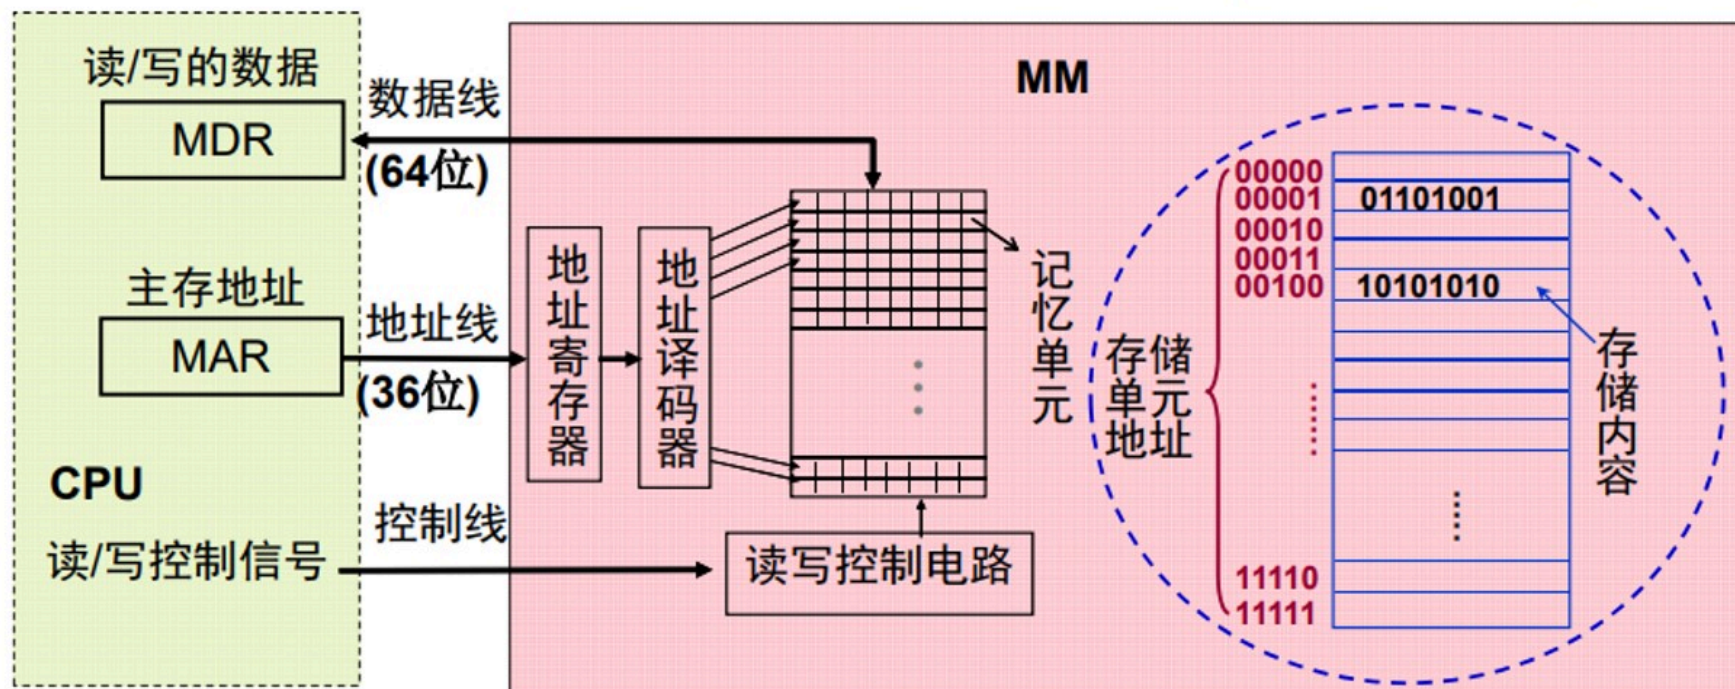 读/写的数据
MDR
数据线
(64位)
主存地址
MAR
地址线
(36位)
CPU
读/写控制信号
控制线
MM
地址寄存器
地址译码器
记忆单元
读写控制电路
存储
单元
地址
00000
00001 01101001
00010
00011
00100 10101010
......
11110
11111
存储内容